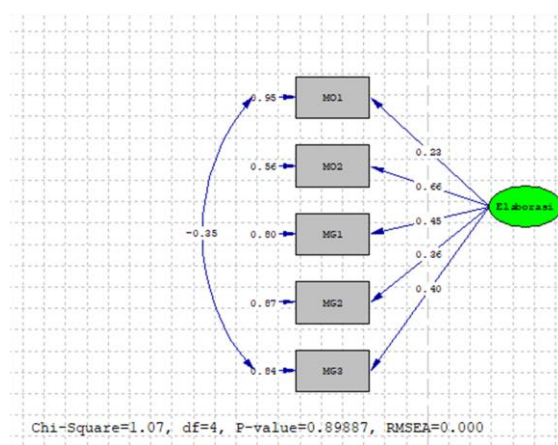 0.95 MO1
0.23
0.56 MO2
0.66
Elaborasi
-0.35 0.80 MG1
0.45
0.36
0.87 MG2
0.40
0.84 MG3
Chi-Square=1.07, df=4, P-value=0.89887, RMSEA=0.000